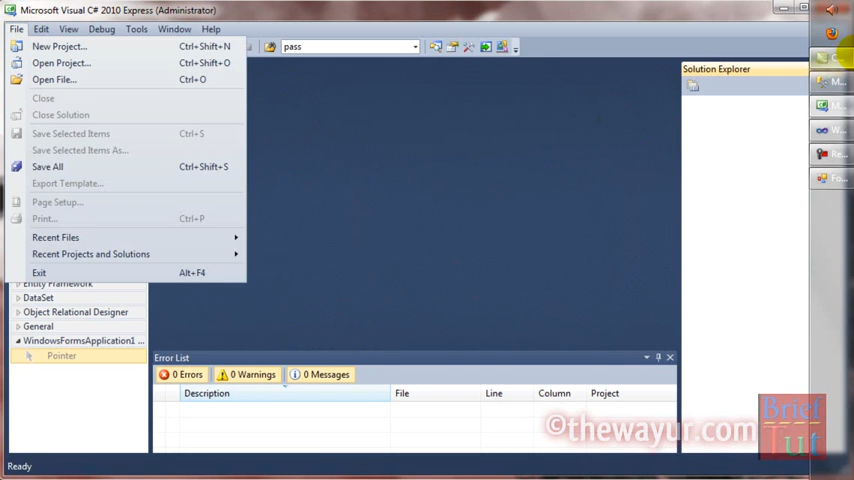 Microsoft Visual C# 2010 Express (Administrator)
File Edit View Debug Tools Window Help
New Project... Ctrl+Shift+N
pass
Open Project... Ctrl+Shift+O
Open File... Ctrl+O
Close
Close Solution
Save Selected Items Ctrl+S
Save Selected Items As...
Save All Ctrl+Shift+S
Export Template...
Page Setup...
Print... Ctrl+P
Recent Files
Recent Projects and Solutions
Exit Alt+F4
Entity Framework
DataSet
Object Relational Designer
General
WindowsFormsApplication1 ...
Pointer
Solution Explorer
Error List
0 Errors 0 Warnings 0 Messages
Description File Line Column Project
©thewayur.com
Brief
Tut
Ready
C...
M...
M...
W...
Re...
Fo...